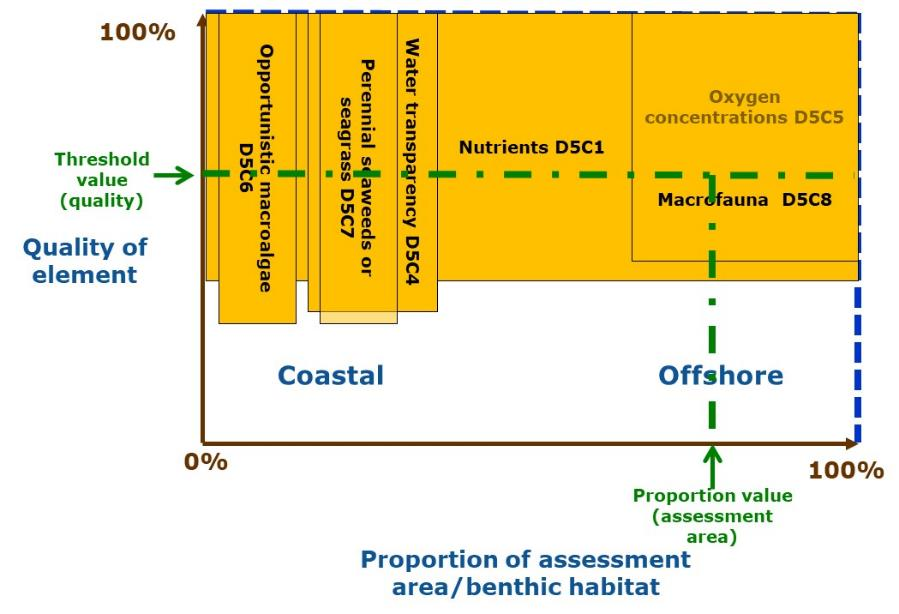 100%
Threshold
value
(quality)
Quality of
element
Opportunistic macroalgae
D5C6
Perennial seaweeds or
seagrass D5C7
Water transparency D5C4
Nutrients D5C1
Oxygen
concentrations D5C5
Macrofauna D5C8
Coastal
Offshore
0%
100%
Proportion value
(assessment
area)
Proportion of assessment
area/benthic habitat